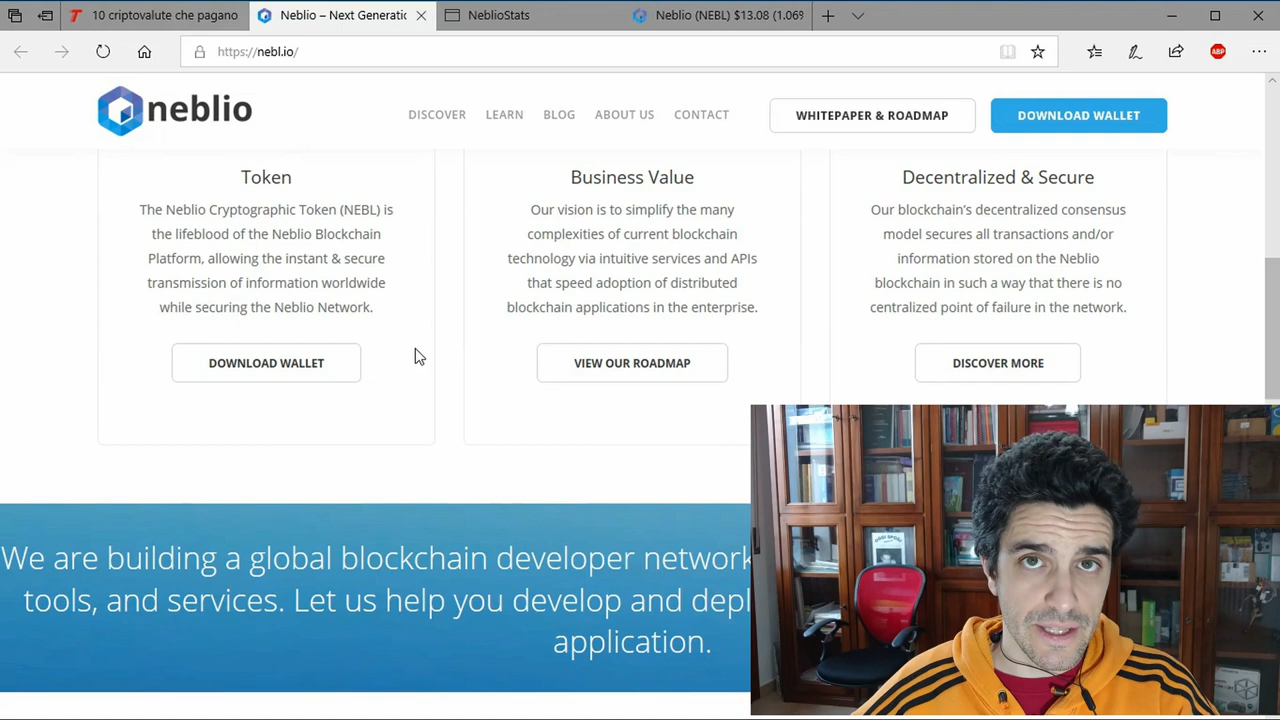 10 criptovalute che pagano
Neblio – Next Generatic
NeblioStats
Neblio (NEBL) $13.08 (1.06%
https://nebl.io/
ABP
neblio
DISCOVER
LEARN
BLOG
ABOUT US
CONTACT
WHITEPAPER & ROADMAP
DOWNLOAD WALLET
Token
The Neblio Cryptographic Token (NEBL) is
the lifeblood of the Neblio Blockchain
Platform, allowing the instant & secure
transmission of information worldwide
while securing the Neblio Network.
DOWNLOAD WALLET
Business Value
Our vision is to simplify the many
complexities of current blockchain
technology via intuitive services and APIs
that speed adoption of distributed
blockchain applications in the enterprise.
VIEW OUR ROADMAP
Decentralized & Secure
Our blockchain’s decentralized consensus
model secures all transactions and/or
information stored on the Neblio
blockchain in such a way that there is no
centralized point of failure in the network.
DISCOVER MORE
We are building a global blockchain developer network
tools, and services. Let us help you develop and depl
application.